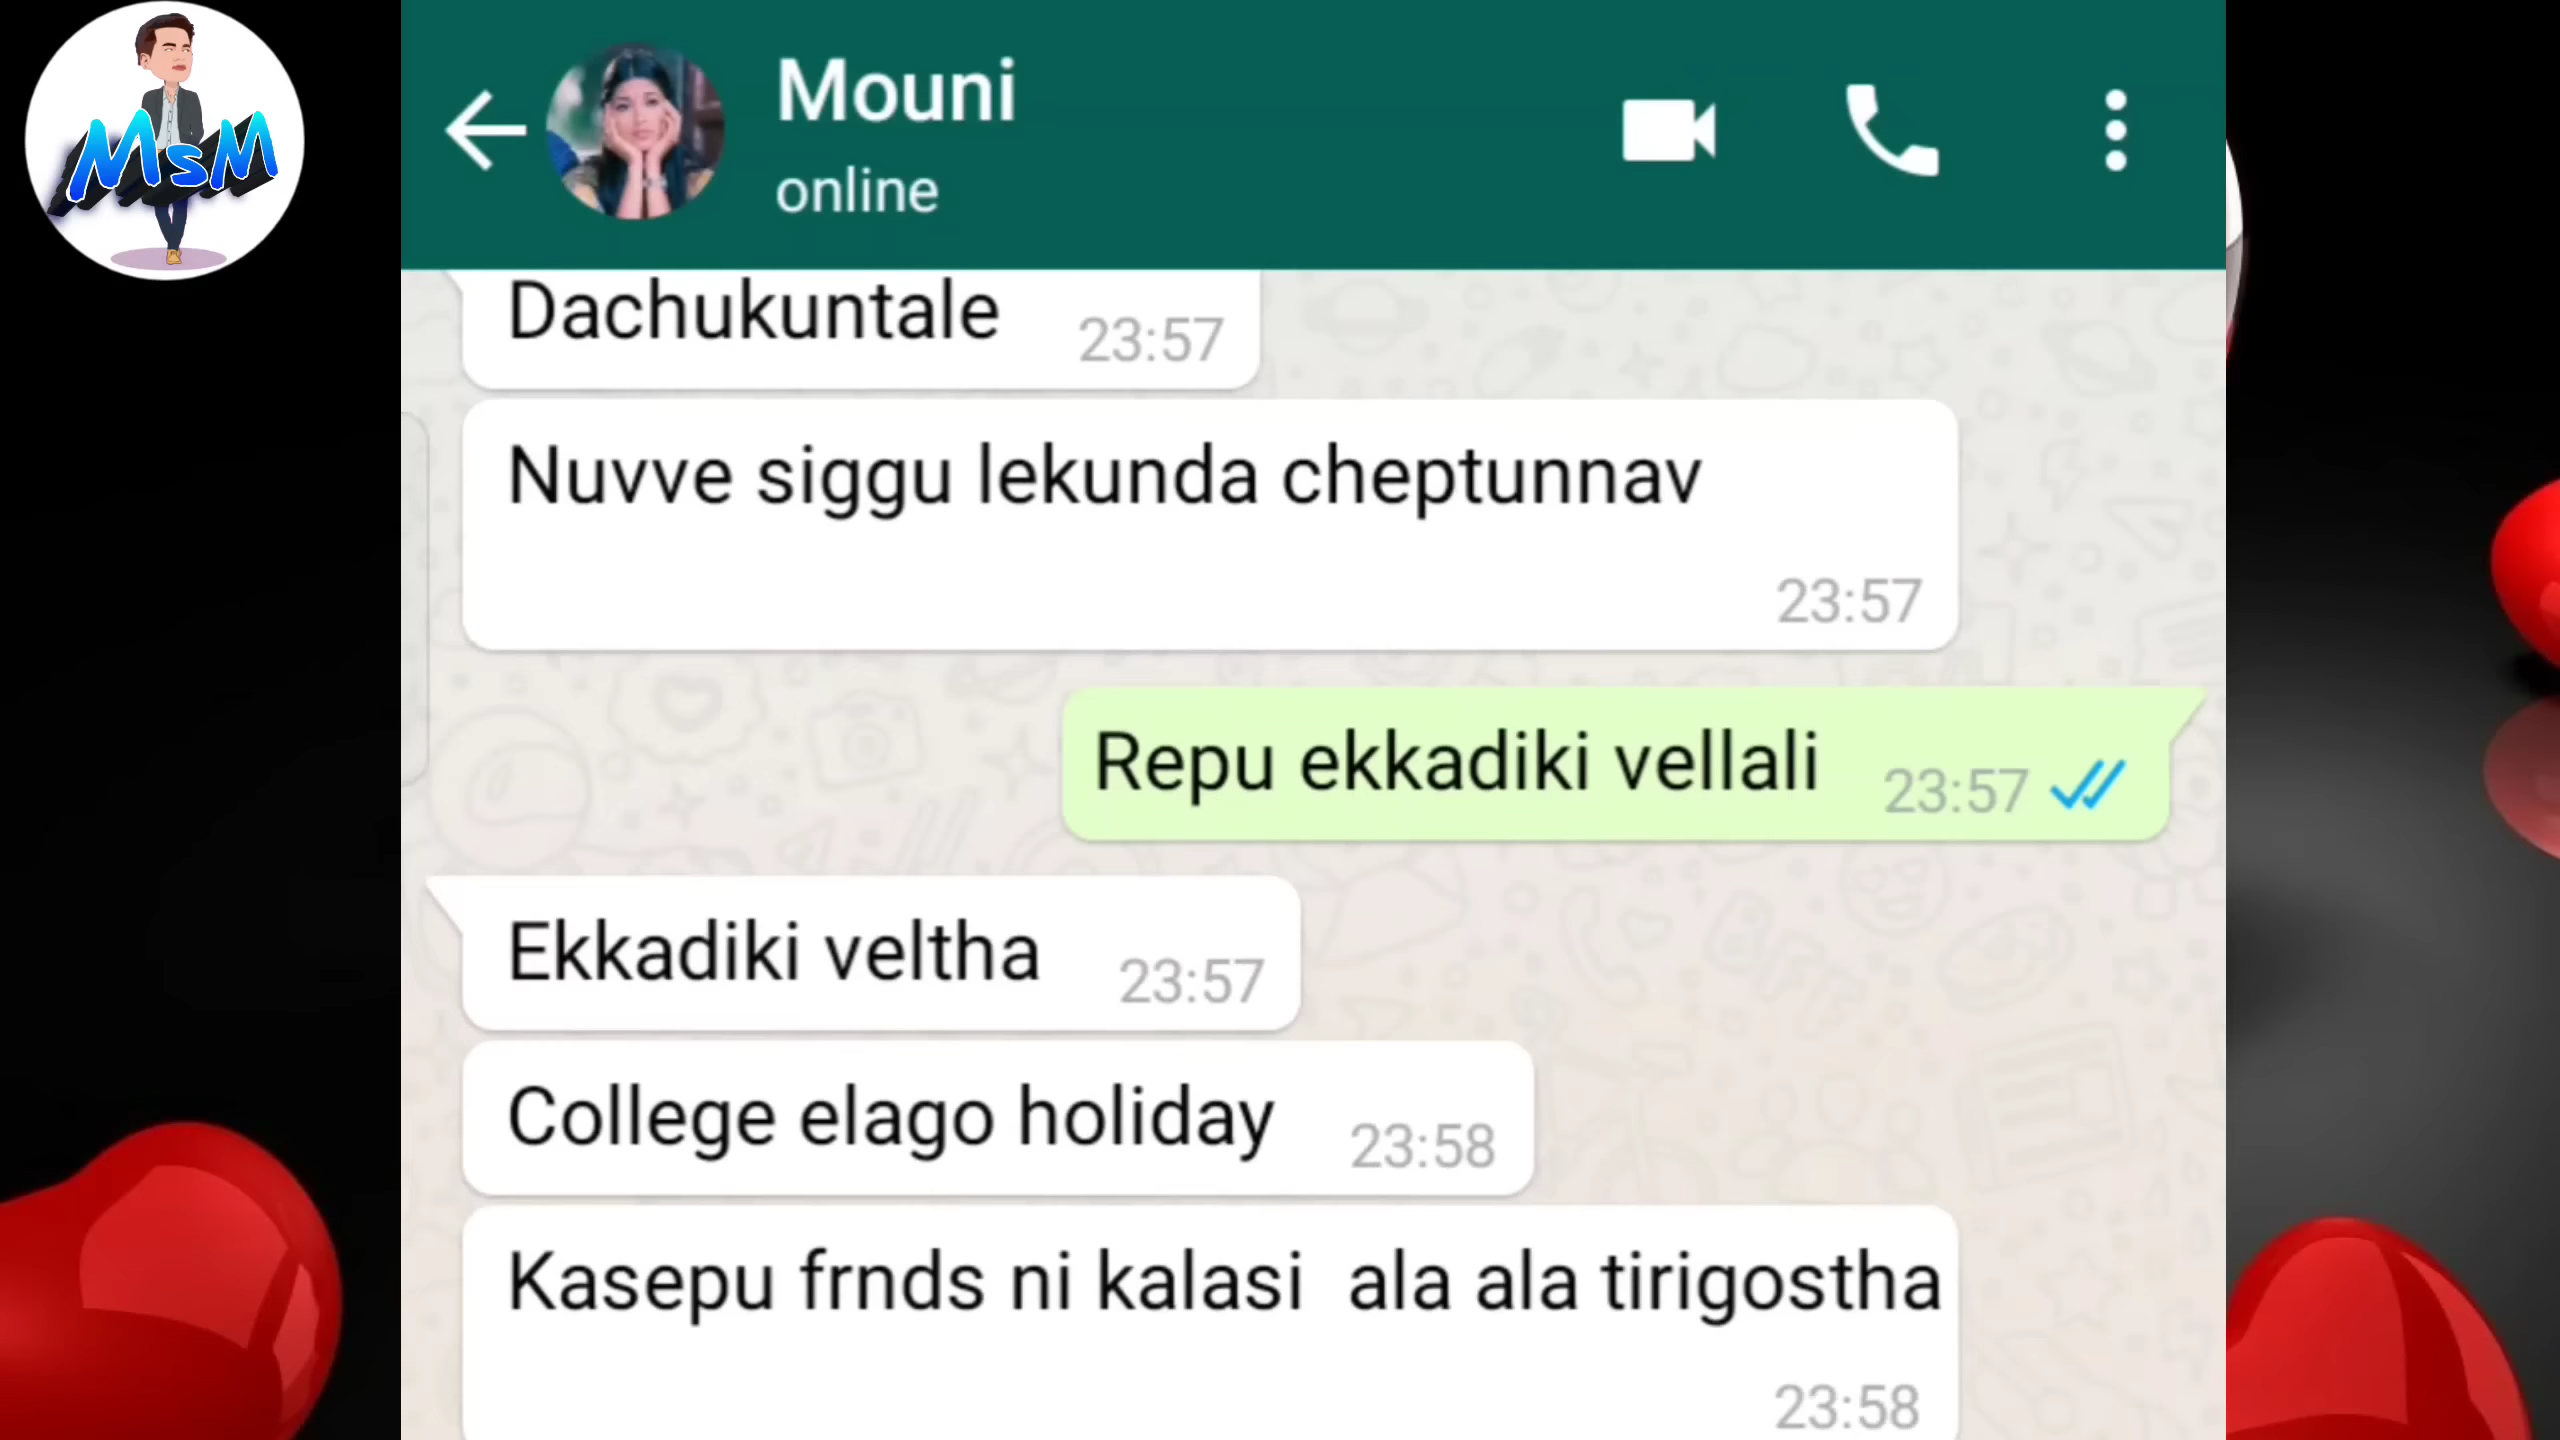 MsM
Mouni
online
Dachukuntale 23:57
Nuvve siggu lekunda cheptunnav
23:57
Repu ekkadiki vellali 23:57
Ekkadiki veltha 23:57
College elago holiday 23:58
Kasepu frnds ni kalasi  ala ala tirigostha
23:58